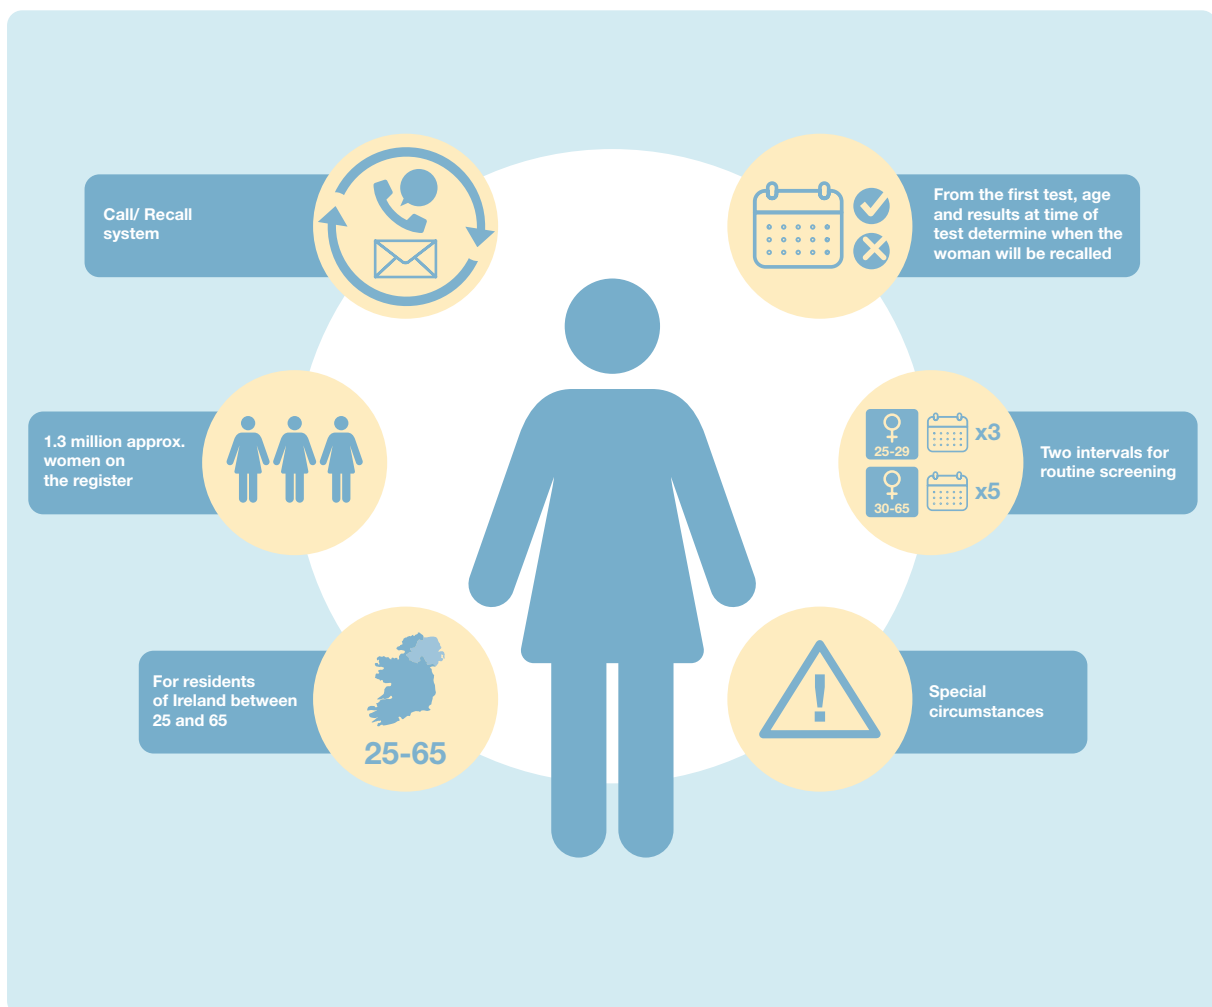 Call/ Recall
system
From the first test, age
and results at time of
test determine when the
woman will be recalled
1.3 million approx.
women on
the register
25-29
x3
30-65
x5
Two intervals for
routine screening
For residents
of Ireland between
25 and 65
25-65
Special
circumstances